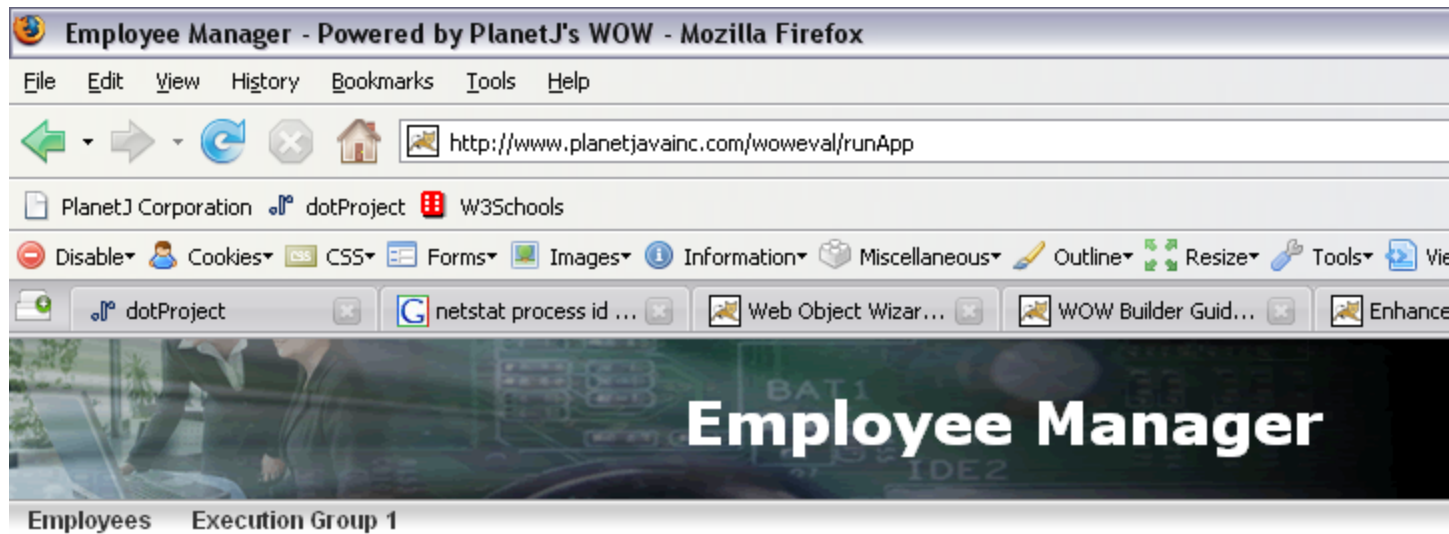 Employee Manager - Powered by PlanetJ's WOW - Mozilla Firefox
File Edit View History Bookmarks Tools Help
http://www.planetjavainc.com/woweval/runApp
PlanetJ Corporation dotProject W3Schools
Disable Cookies CSS CSS Forms Images Information Miscellaneous Outline Resize Tools Vie
dotProject netstat process id ... Web Object Wizar... WOW Builder Guid... Enhance
BAT1
Employee Manager
IDE2
Employees Execution Group 1